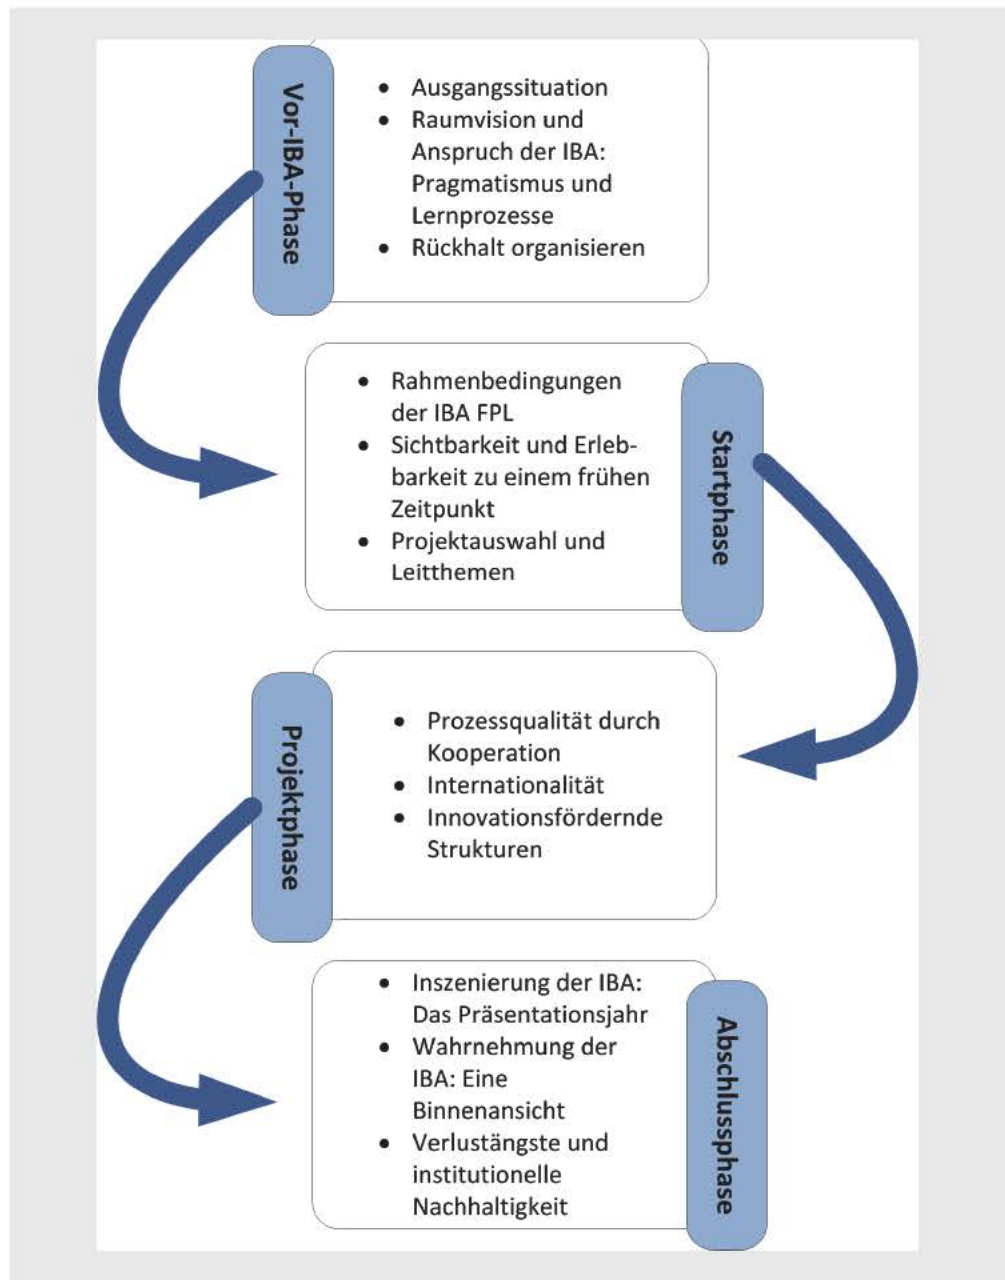 Vor-IBA-Phase
• Ausgangssituation
• Raumvision und
Anspruch der IBA:
Pragmatismus und
Lernprozesse
• Rückhalt organisieren
• Rahmenbedingungen
der IBA FPL
• Sichtbarkeit und Erleb-
barkeit zu einem frühen
Zeitpunkt
• Projektauswahl und
Leitthemen
Startphase
Projektphase
• Prozessqualität durch
Kooperation
• Internationalität
• Innovationsfördernde
Strukturen
• Inszenierung der IBA:
Das Präsentationsjahr
• Wahrnehmung der
IBA: Eine
Binnenansicht
• Verlustängste und
institutionelle
Nachhaltigkeit
Abschlussphase